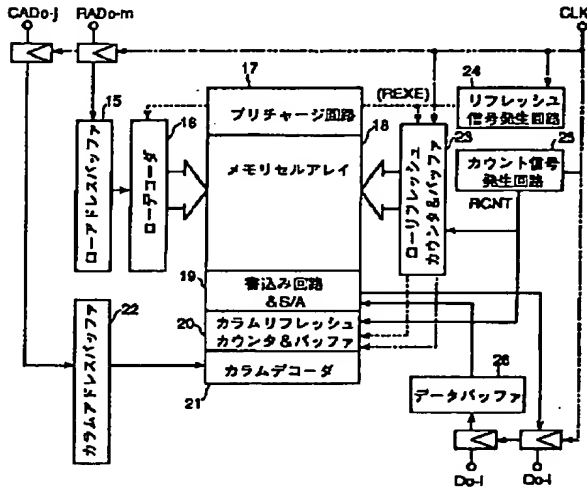 CADo-j
RADo-m
CLK
15
ローアドレスバッファ
16
ローデコーダ
17
プリチャージ回路
18
メモリセルアレイ
(REXE)
24
リフレッシュ
信号発生回路
23
ローリフレッシュ
カウンタ&バッファ
25
カウント信号
発生回路
RCNT
19
書込み回路
&S/A
20
カラムリフレッシュ
カウンタ&バッファ
カラムデコーダ
21
22
カラムアドレスバッファ
26
データバッファ
Do-i
Do-i